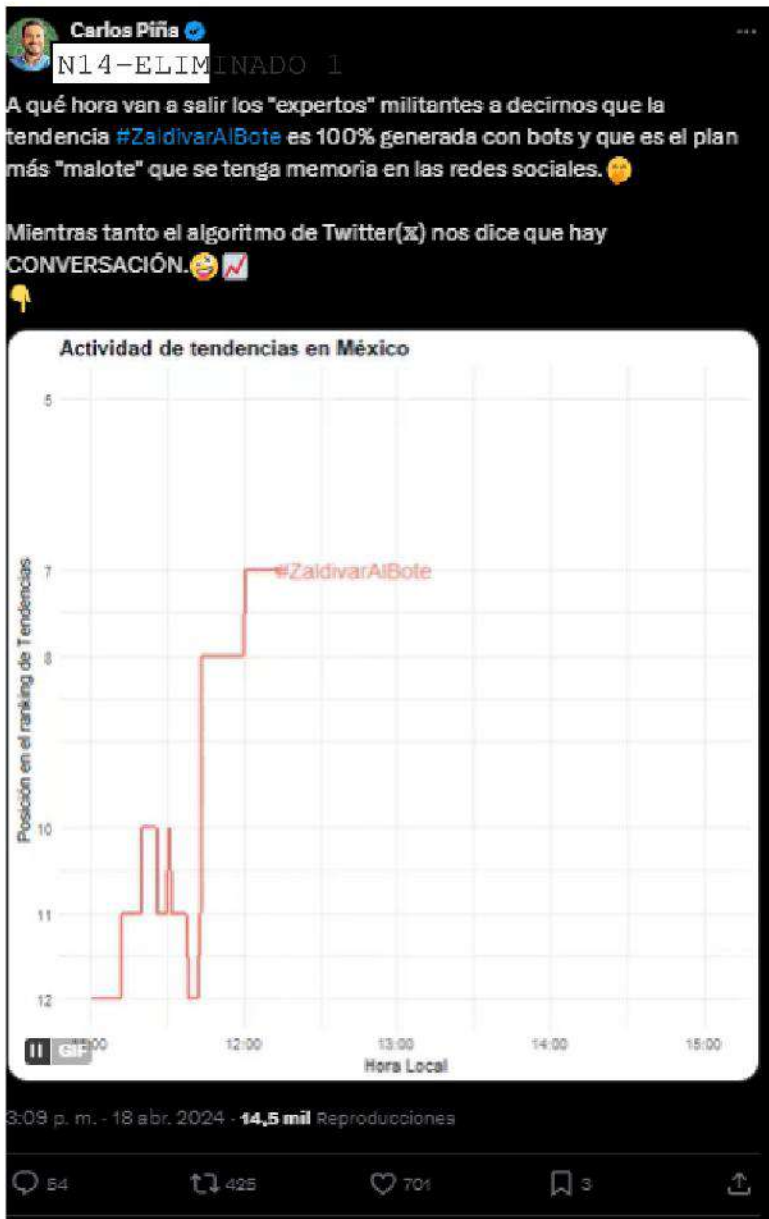 Carlos Piña
N14-ELIMINADO 1
A qué hora van a salir los "expertos" militantes a decirnos que la
tendencia #ZaldivarAlBote es 100% generada con bots y que es el plan
más "malote" que se tenga memoria en las redes sociales.
Mientras tanto el algoritmo de Twitter(𝕏) nos dice que hay
CONVERSACIÓN.
Actividad de tendencias en México
Posición en el ranking de Tendencias
5
7
#ZaldivarAlBote
8
10
11
12
GIF
12:00
13:00
14:00
15:00
Hora Local
3:09 p. m. · 18 abr. 2024 · 14,5 mil Reproducciones
54
425
701
3